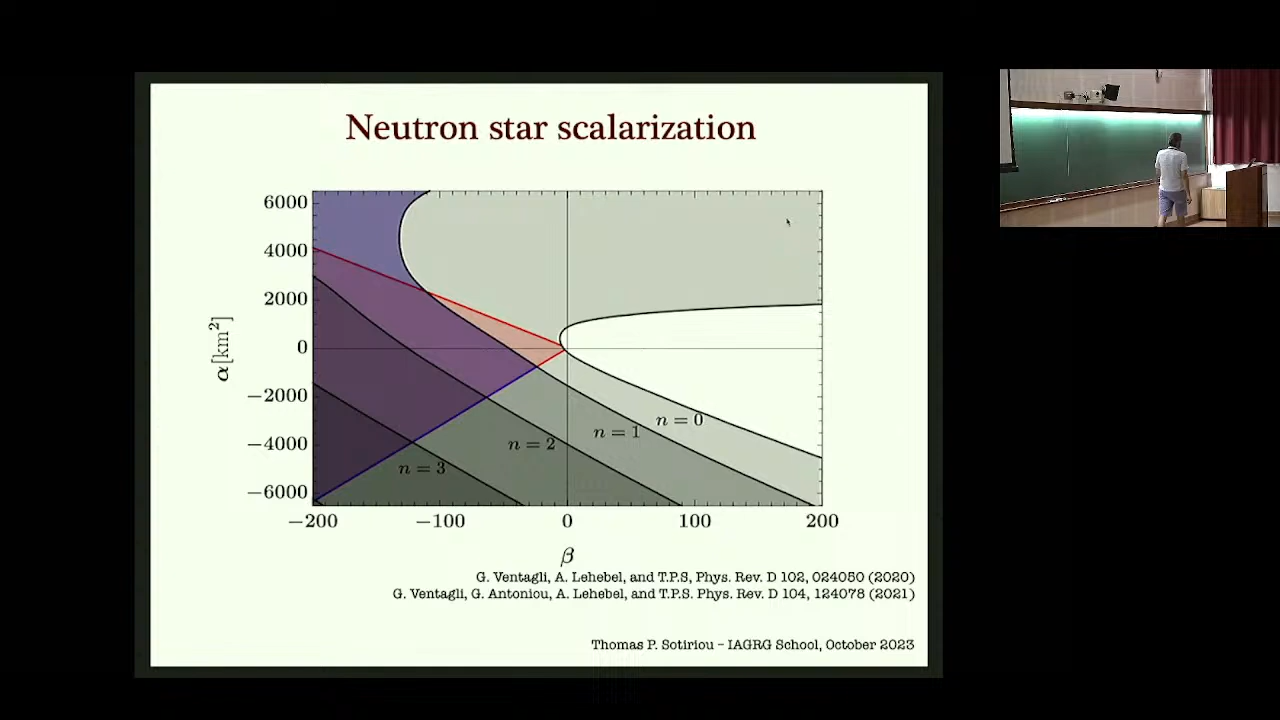 Neutron star scalarization
6000
4000
2000
0
−2000
−4000
−6000
α[km²]
n = 0
n = 1
n = 2
n = 3
−200 −100 0 100 200
β
G. Ventagli, A. Lehebel, and T.P.S, Phys. Rev. D 102, 024050 (2020)
G. Ventagli, G. Antoniou, A. Lehebel, and T.P.S. Phys. Rev. D 104, 124078 (2021)
Thomas P. Sotiriou – IAGRG School, October 2023